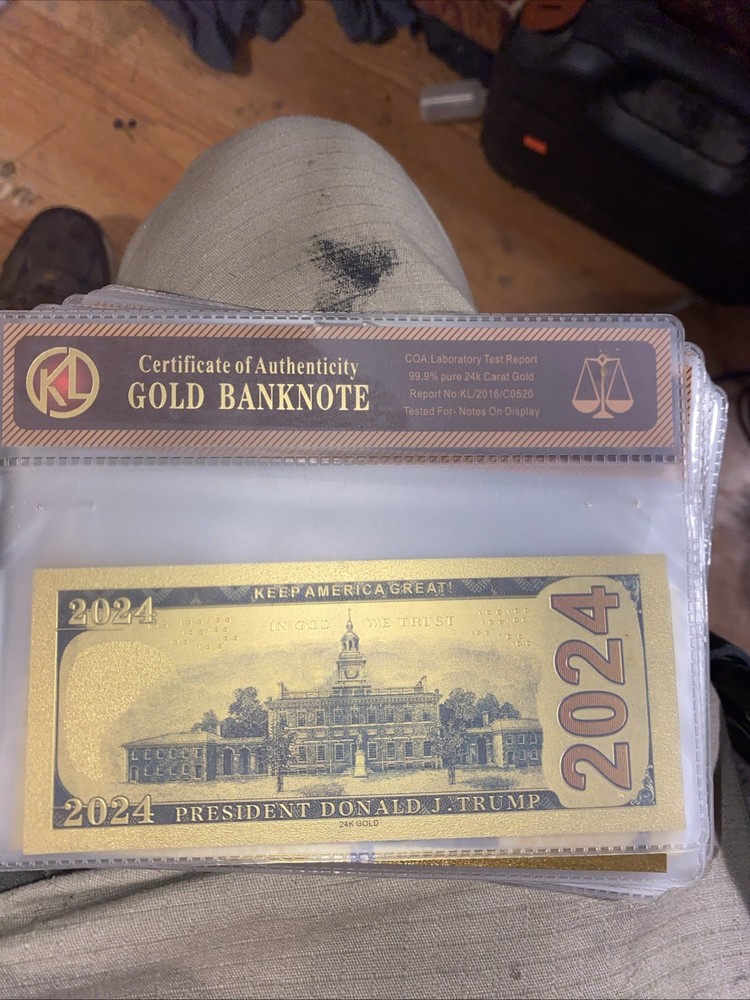 KL
Certificate of Authenticity
GOLD BANKNOTE
COA:Laboratory Test Report
99.9% pure 24k Carat Gold
Report No:KL/2016/C0520
Tested For- Notes On Display
KEEP AMERICA GREAT!
2024
IN GOD WE TRUST
2024
2024 PRESIDENT DONALD J. TRUMP
24K GOLD